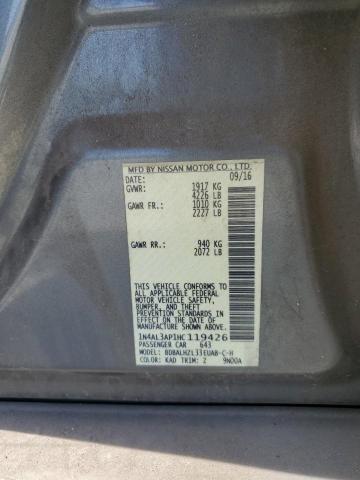 MFD BY NISSAN MOTOR CO., LTD.
DATE: 09/16
GVWR: 1917 KG
4226 LB
GAWR FR.: 1010 KG
2227 LB
GAWR RR.: 940 KG
2072 LB
THIS VEHICLE CONFORMS TO
ALL APPLICABLE FEDERAL
MOTOR VEHICLE SAFETY,
BUMPER, AND THEFT
PREVENTION STANDARDS
IN EFFECT ON THE DATE OF
MANUFACTURE SHOWN ABOVE.
1N4AL3AP1HC119426
PASSENGER CAR 643
MODEL: BDBALHZL33EUAB-C-H
COLOR: KAD TRIM: Z 9N00A